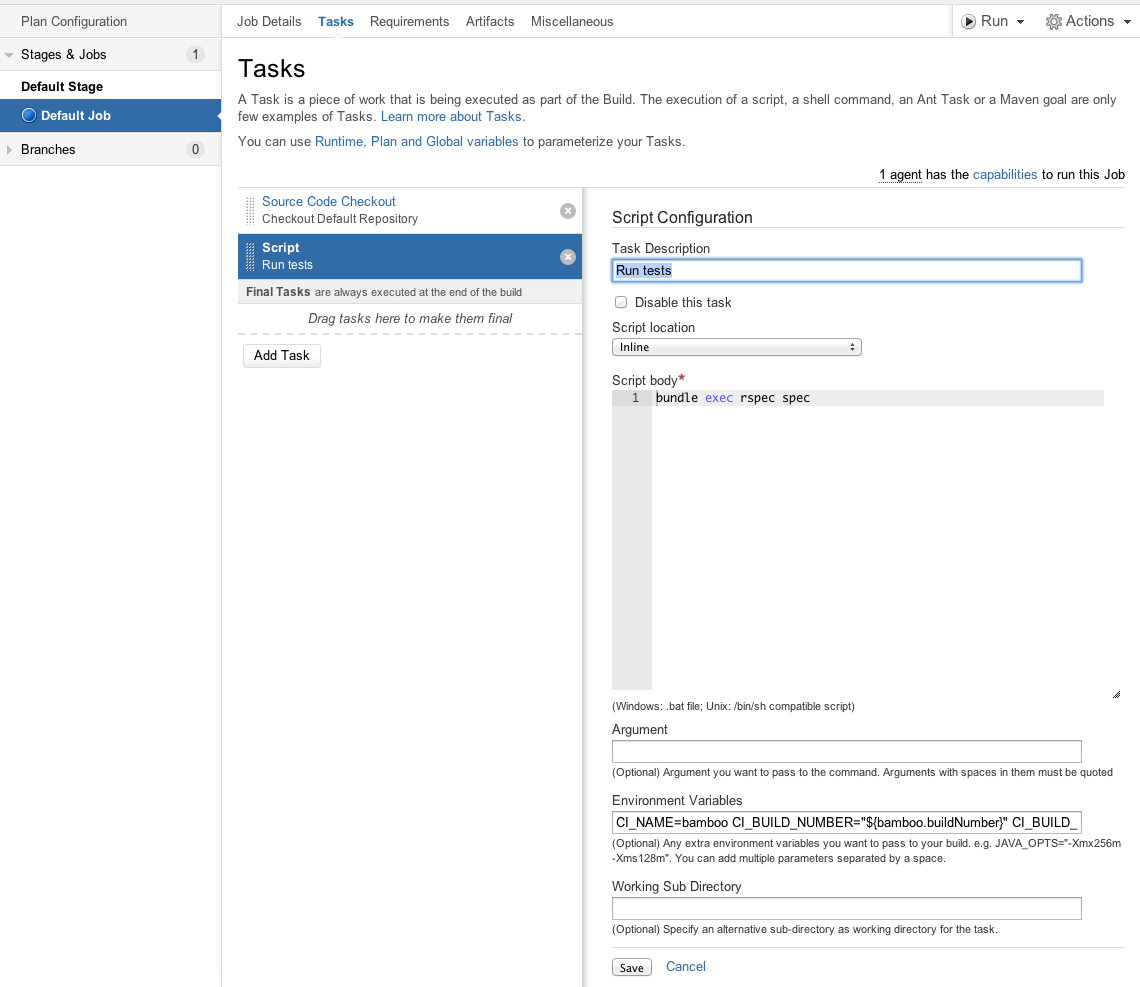 Plan Configuration
Stages & Jobs 1
Default Stage
Default Job
Branches 0
Job Details Tasks Requirements Artifacts Miscellaneous
Run Actions
Tasks
A Task is a piece of work that is being executed as part of the Build. The execution of a script, a shell command, an Ant Task or a Maven goal are only
few examples of Tasks. Learn more about Tasks.
You can use Runtime, Plan and Global variables to parameterize your Tasks.
1 agent has the capabilities to run this Job
Source Code Checkout
Checkout Default Repository
Script
Run tests
Final Tasks are always executed at the end of the build
Drag tasks here to make them final
Add Task
Script Configuration
Task Description
Run tests
Disable this task
Script location
Inline
Script body*
1 bundle exec rspec spec
(Windows: .bat file; Unix: /bin/sh compatible script)
Argument
(Optional) Argument you want to pass to the command. Arguments with spaces in them must be quoted
Environment Variables
CI_NAME=bamboo CI_BUILD_NUMBER="${bamboo.buildNumber}" CI_BUILD_
(Optional) Any extra environment variables you want to pass to your build. e.g. JAVA_OPTS="-Xmx256m
-Xms128m". You can add multiple parameters separated by a space.
Working Sub Directory
(Optional) Specify an alternative sub-directory as working directory for the task.
Save Cancel